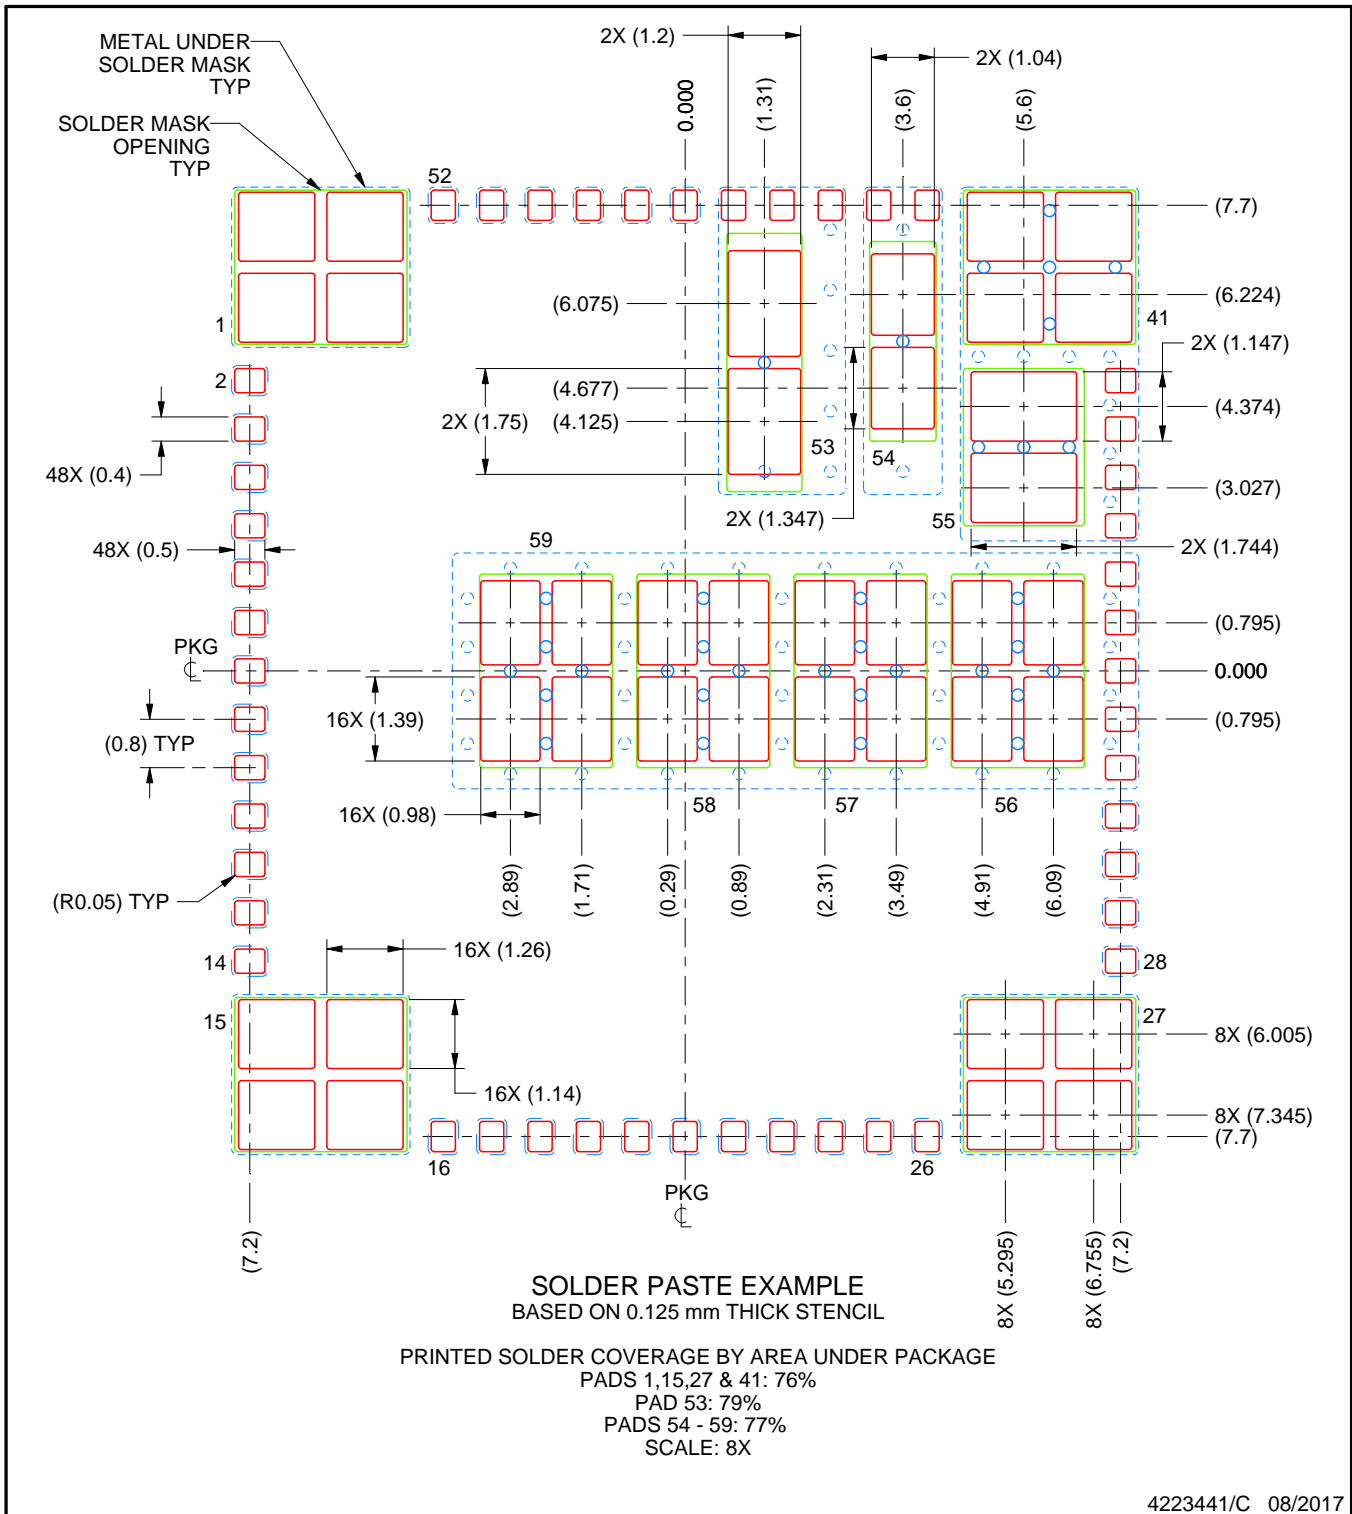 METAL UNDER
SOLDER MASK
TYP
SOLDER MASK
OPENING
TYP
2X (1.2)
2X (1.04)
0.000
(1.31)
(3.6)
(5.6)
52
(7.7)
(6.075)
(6.224)
1
41
2X (1.147)
2
(4.677)
(4.374)
2X (1.75)
(4.125)
53
54
48X (0.4)
(3.027)
2X (1.347)
55
48X (0.5)
59
2X (1.744)
(0.795)
PKG
C
L
0.000
16X (1.39)
(0.795)
(0.8) TYP
58
57
56
16X (0.98)
(2.89)
(1.71)
(0.29)
(0.89)
(2.31)
(3.49)
(4.91)
(6.09)
(R0.05) TYP
16X (1.26)
14
28
15
27
8X (6.005)
16X (1.14)
8X (7.345)
(7.7)
16
26
PKG
C
L
(7.2)
8X (5.295)
8X (6.755)
(7.2)
SOLDER PASTE EXAMPLE
BASED ON 0.125 mm THICK STENCIL
PRINTED SOLDER COVERAGE BY AREA UNDER PACKAGE
PADS 1,15,27 & 41: 76%
PAD 53: 79%
PADS 54 - 59: 77%
SCALE: 8X
4223441/C 08/2017